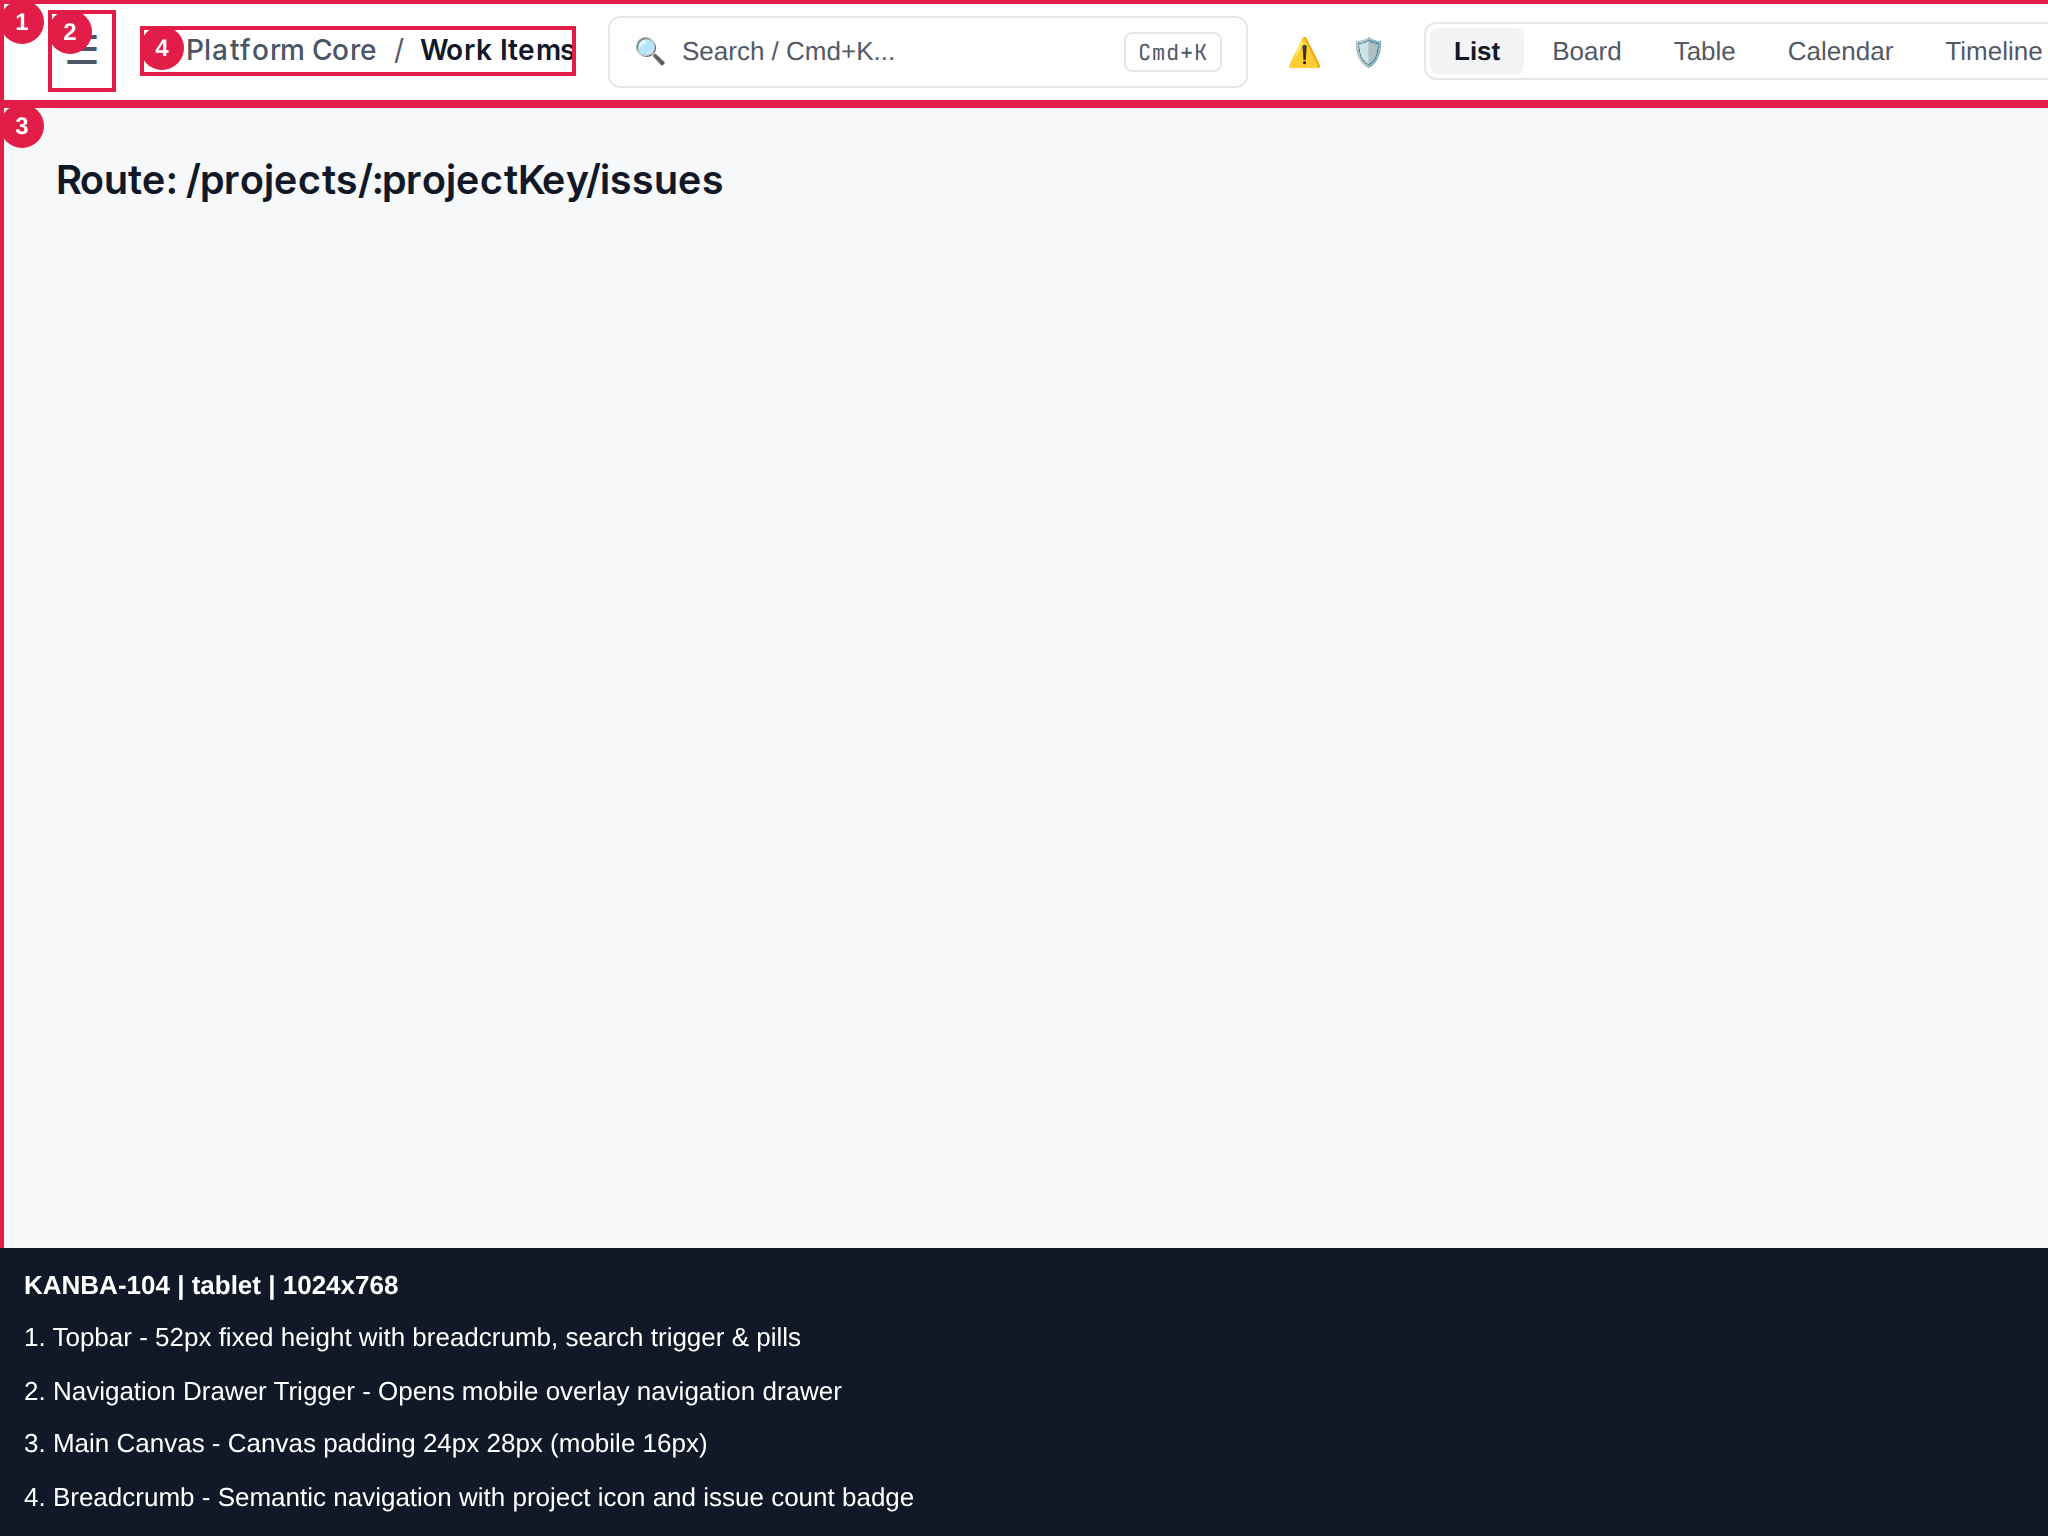 1
2
4 Platform Core / Work Items
Search / Cmd+K...
Cmd+K
List
Board
Table
Calendar
Timeline
3
Route: /projects/:projectKey/issues
KANBA-104 | tablet | 1024x768
1. Topbar - 52px fixed height with breadcrumb, search trigger & pills
2. Navigation Drawer Trigger - Opens mobile overlay navigation drawer
3. Main Canvas - Canvas padding 24px 28px (mobile 16px)
4. Breadcrumb - Semantic navigation with project icon and issue count badge